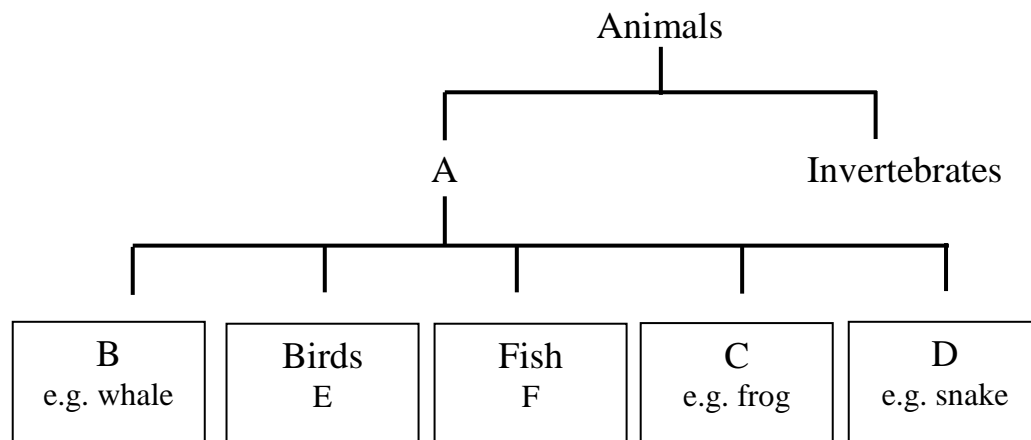 Animals
A
Invertebrates
B
e.g. whale
Birds
E
Fish
F
C
e.g. frog
D
e.g. snake